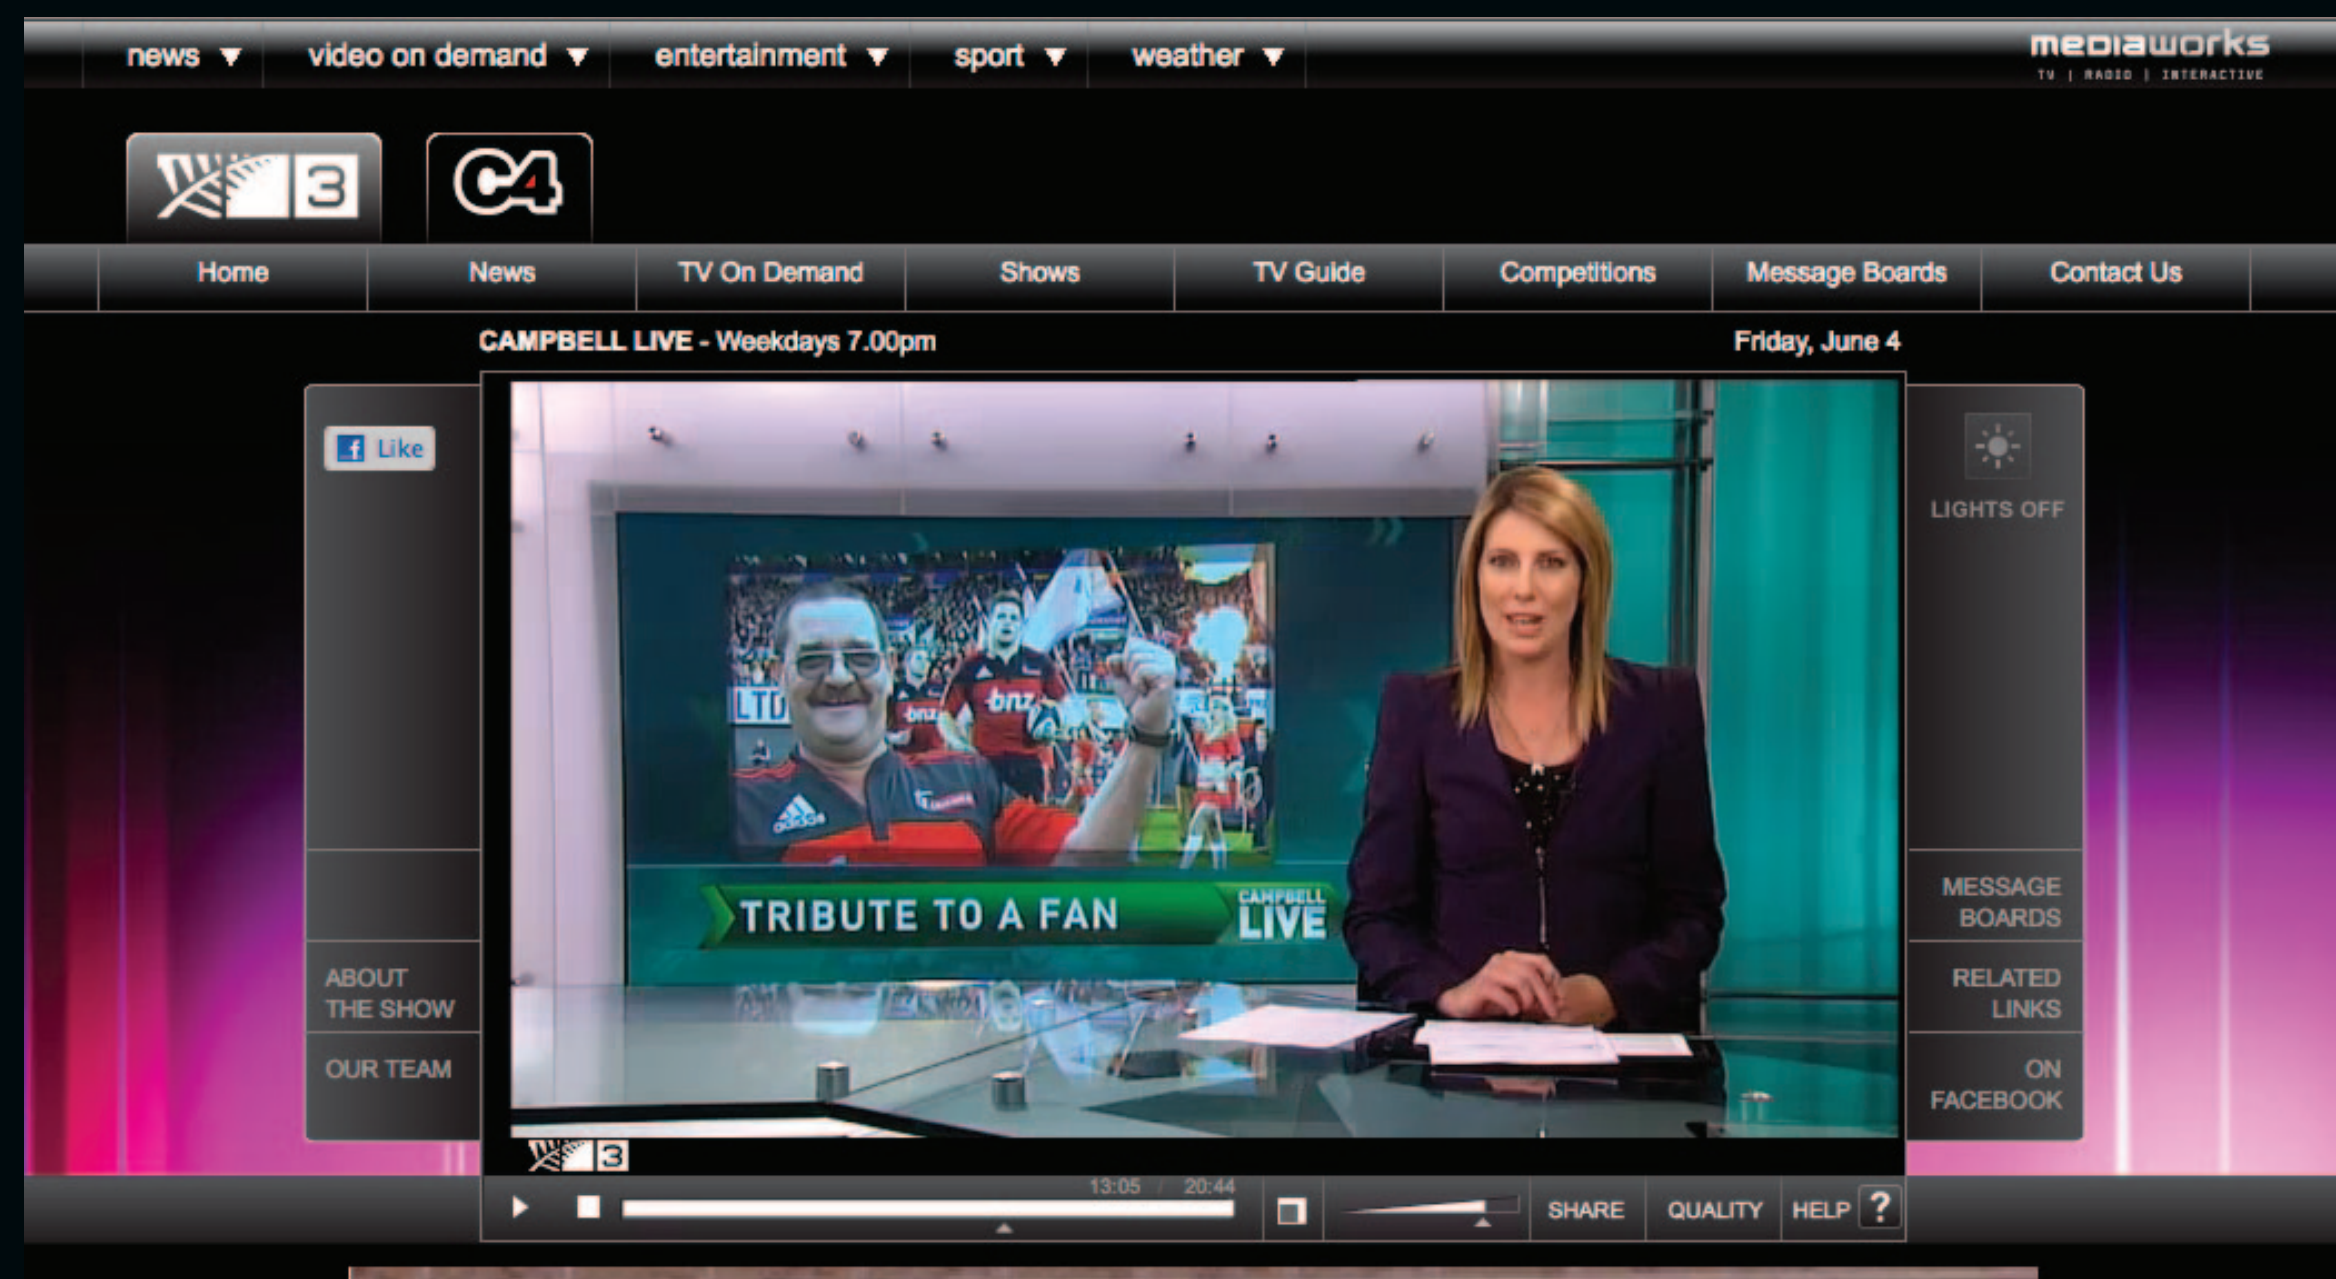 news
video on demand
entertainment
sport
weather
mediaworks
TV | RADIO | INTERACTIVE
3
C4
Home
News
TV On Demand
Shows
TV Guide
Competitions
Message Boards
Contact Us
CAMPBELL LIVE - Weekdays 7.00pm
Friday, June 4
f Like
LIGHTS OFF
LTD
bnz
bnz
adidas
TRIBUTE TO A FAN
CAMPBELL
LIVE
ABOUT
THE SHOW
OUR TEAM
MESSAGE
BOARDS
RELATED
LINKS
ON
FACEBOOK
3
13:05 / 20:44
SHARE
QUALITY
HELP ?